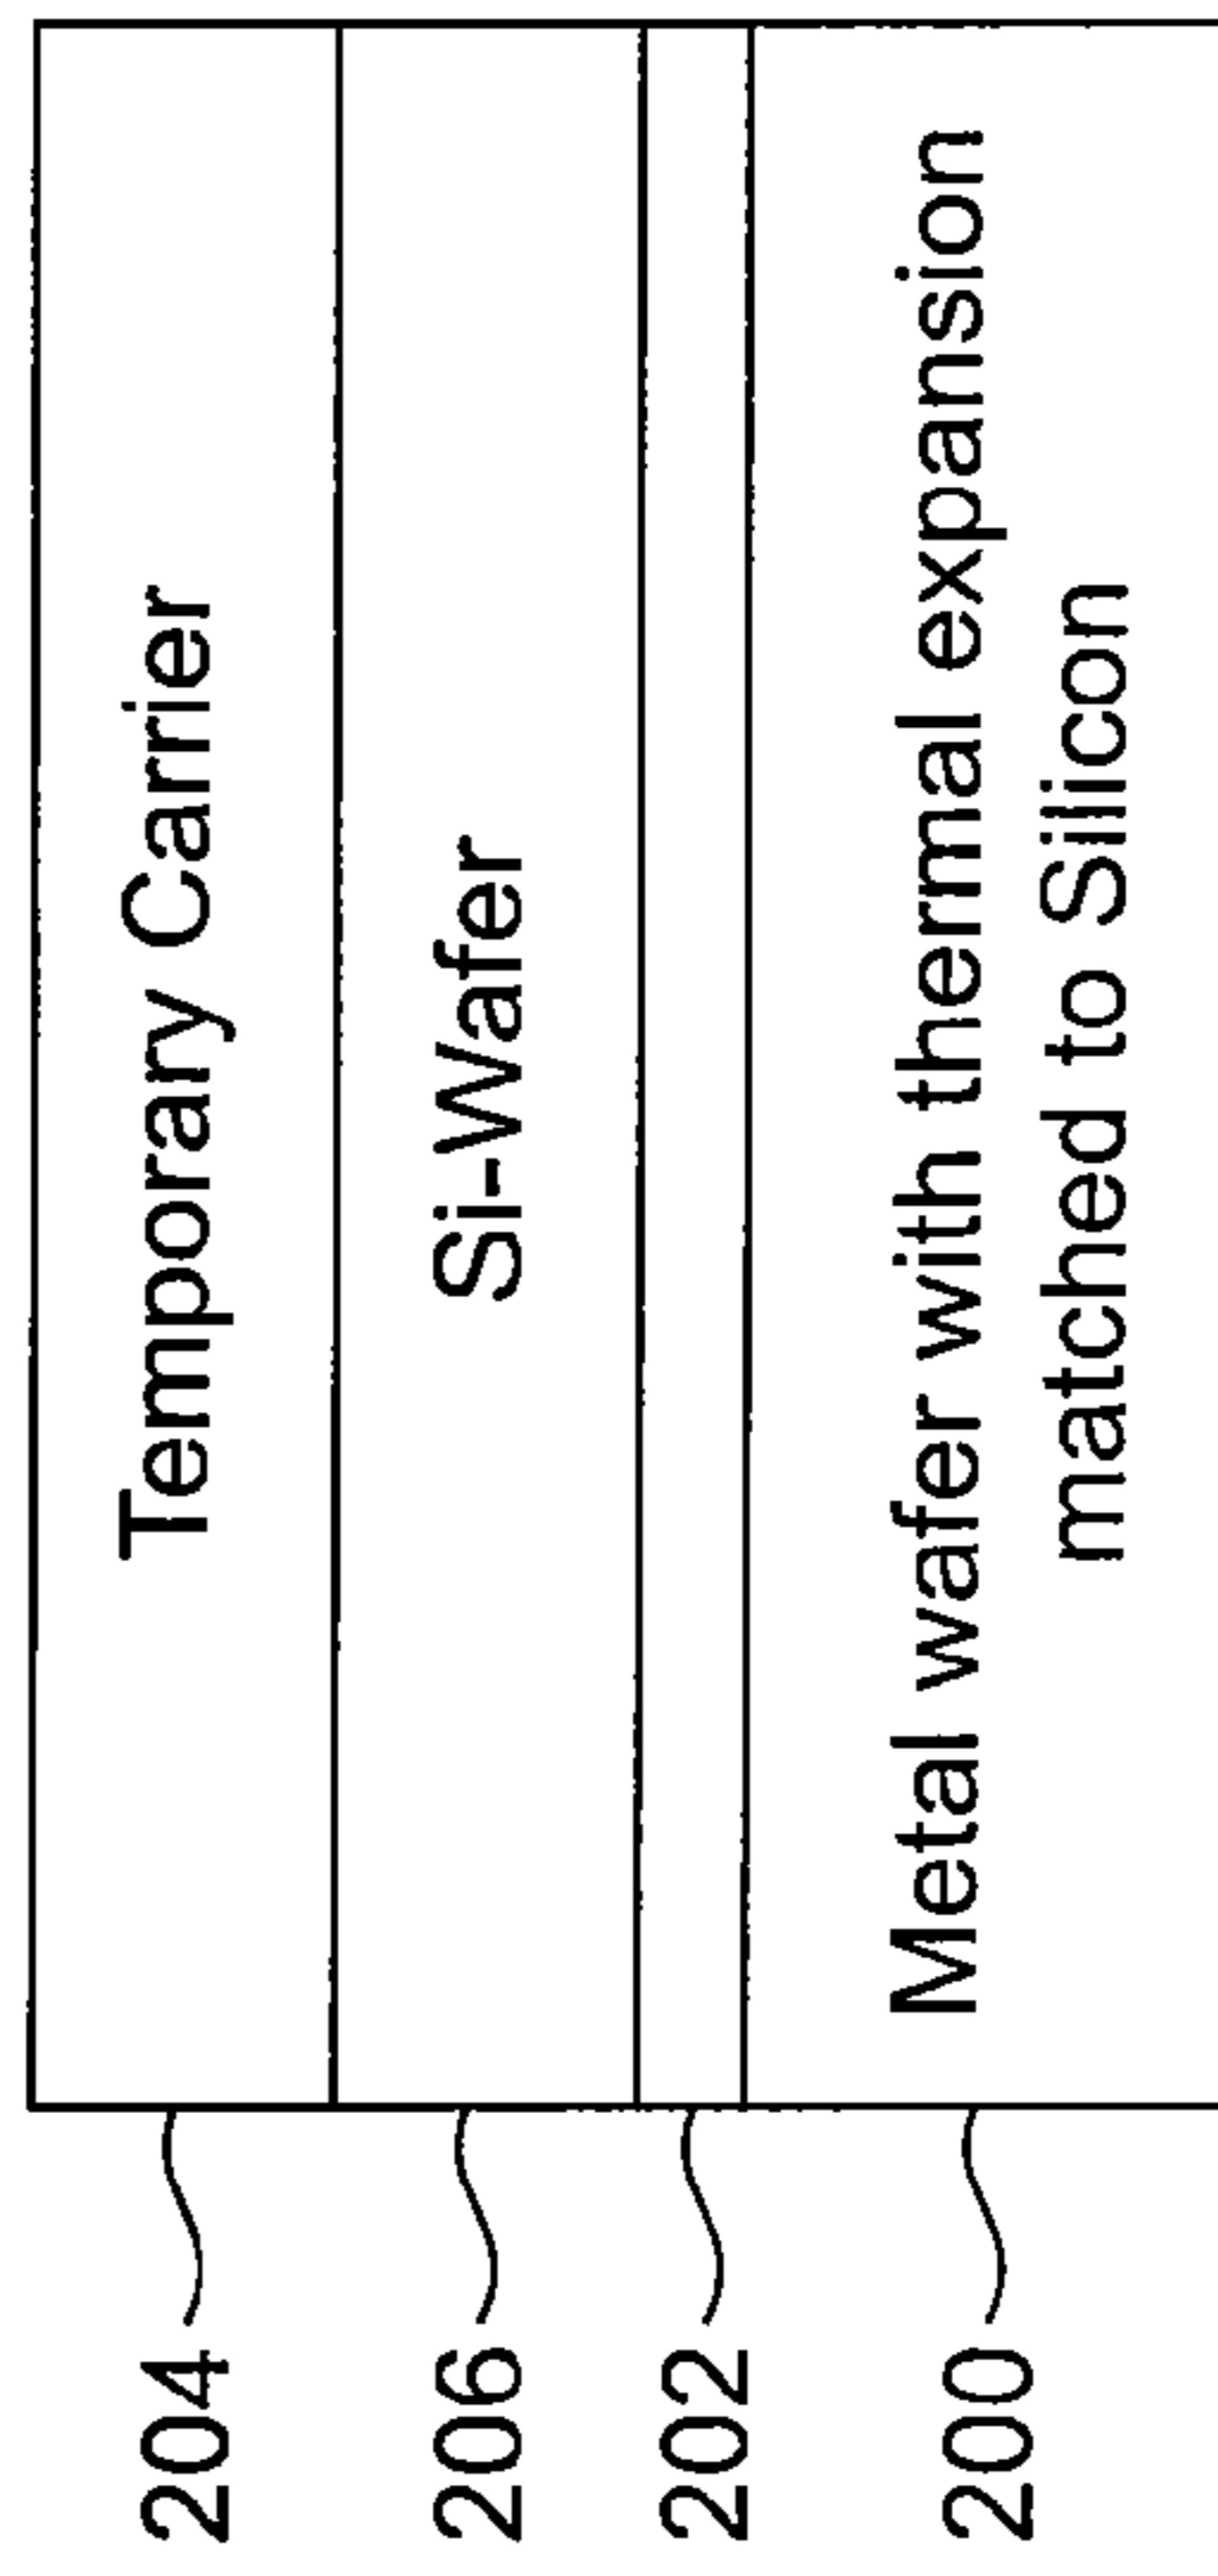 204
Temporary Carrier
206
Si-Wafer
202
200
Metal wafer with thermal expansion
matched to Silicon